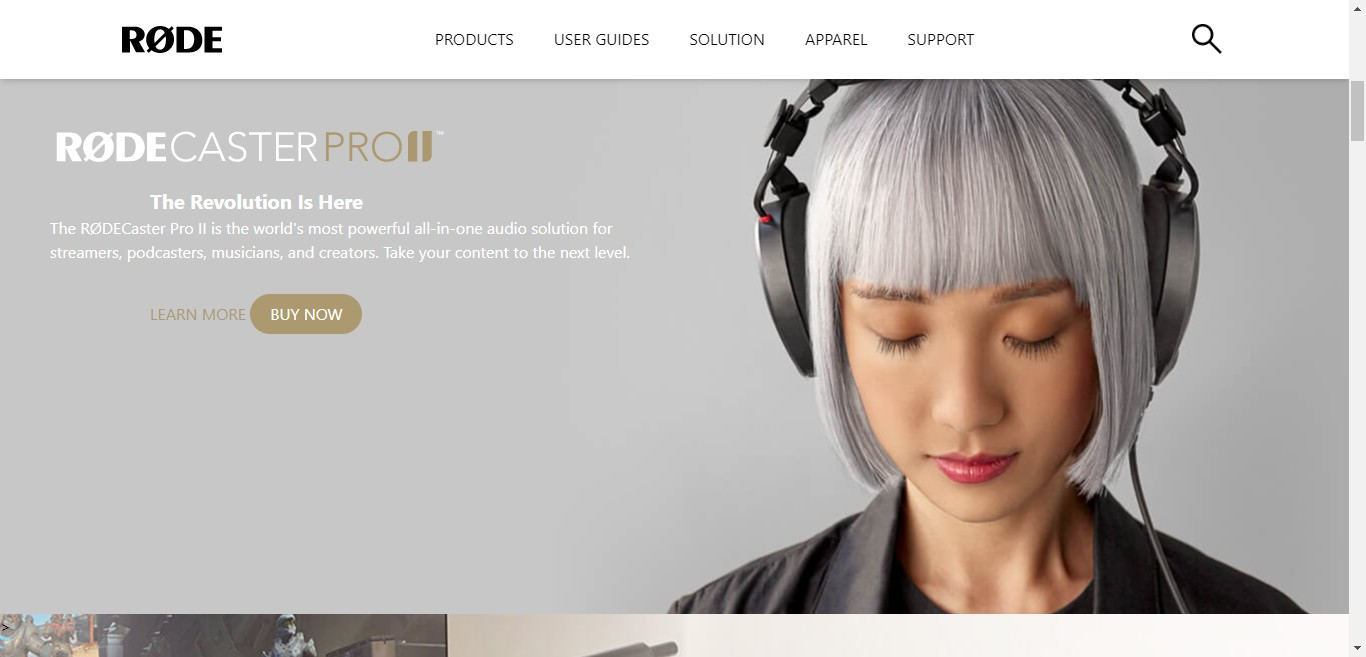 RØDE
PRODUCTS
USER GUIDES
SOLUTION
APPAREL
SUPPORT
RØDECASTER PRO II™
The Revolution Is Here
The RØDECaster Pro II is the world's most powerful all-in-one audio solution for
streamers, podcasters, musicians, and creators. Take your content to the next level.
LEARN MORE BUY NOW
>